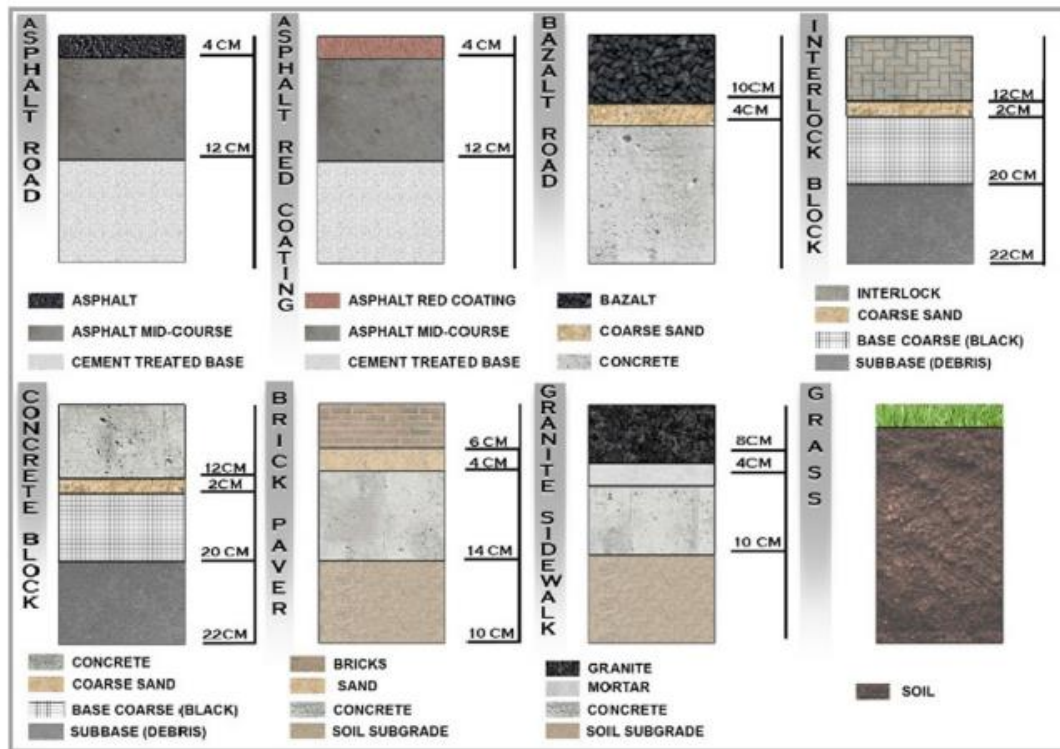 ASPHALT ROAD
4 CM
12 CM
ASPHALT
ASPHALT MID-COURSE
CEMENT TREATED BASE
ASPHALT RED COATING
4 CM
12 CM
ASPHALT RED COATING
ASPHALT MID-COURSE
CEMENT TREATED BASE
BAZALT ROAD
10CM
4CM
BAZALT
COARSE SAND
CONCRETE
INTERLOCK BLOCK
12CM
2CM
20 CM
22CM
INTERLOCK
COARSE SAND
BASE COARSE (BLACK)
SUBBASE (DEBRIS)
CONCRETE BLOCK
12CM
2CM
20 CM
22CM
CONCRETE
COARSE SAND
BASE COARSE (BLACK)
SUBBASE (DEBRIS)
BRICK PAVER
6 CM
4 CM
14 CM
10 CM
BRICKS
SAND
CONCRETE
SOIL SUBGRADE
GRANITE SIDEWALK
8CM
4CM
10 CM
GRANITE
MORTAR
CONCRETE
SOIL SUBGRADE
GRASS
SOIL